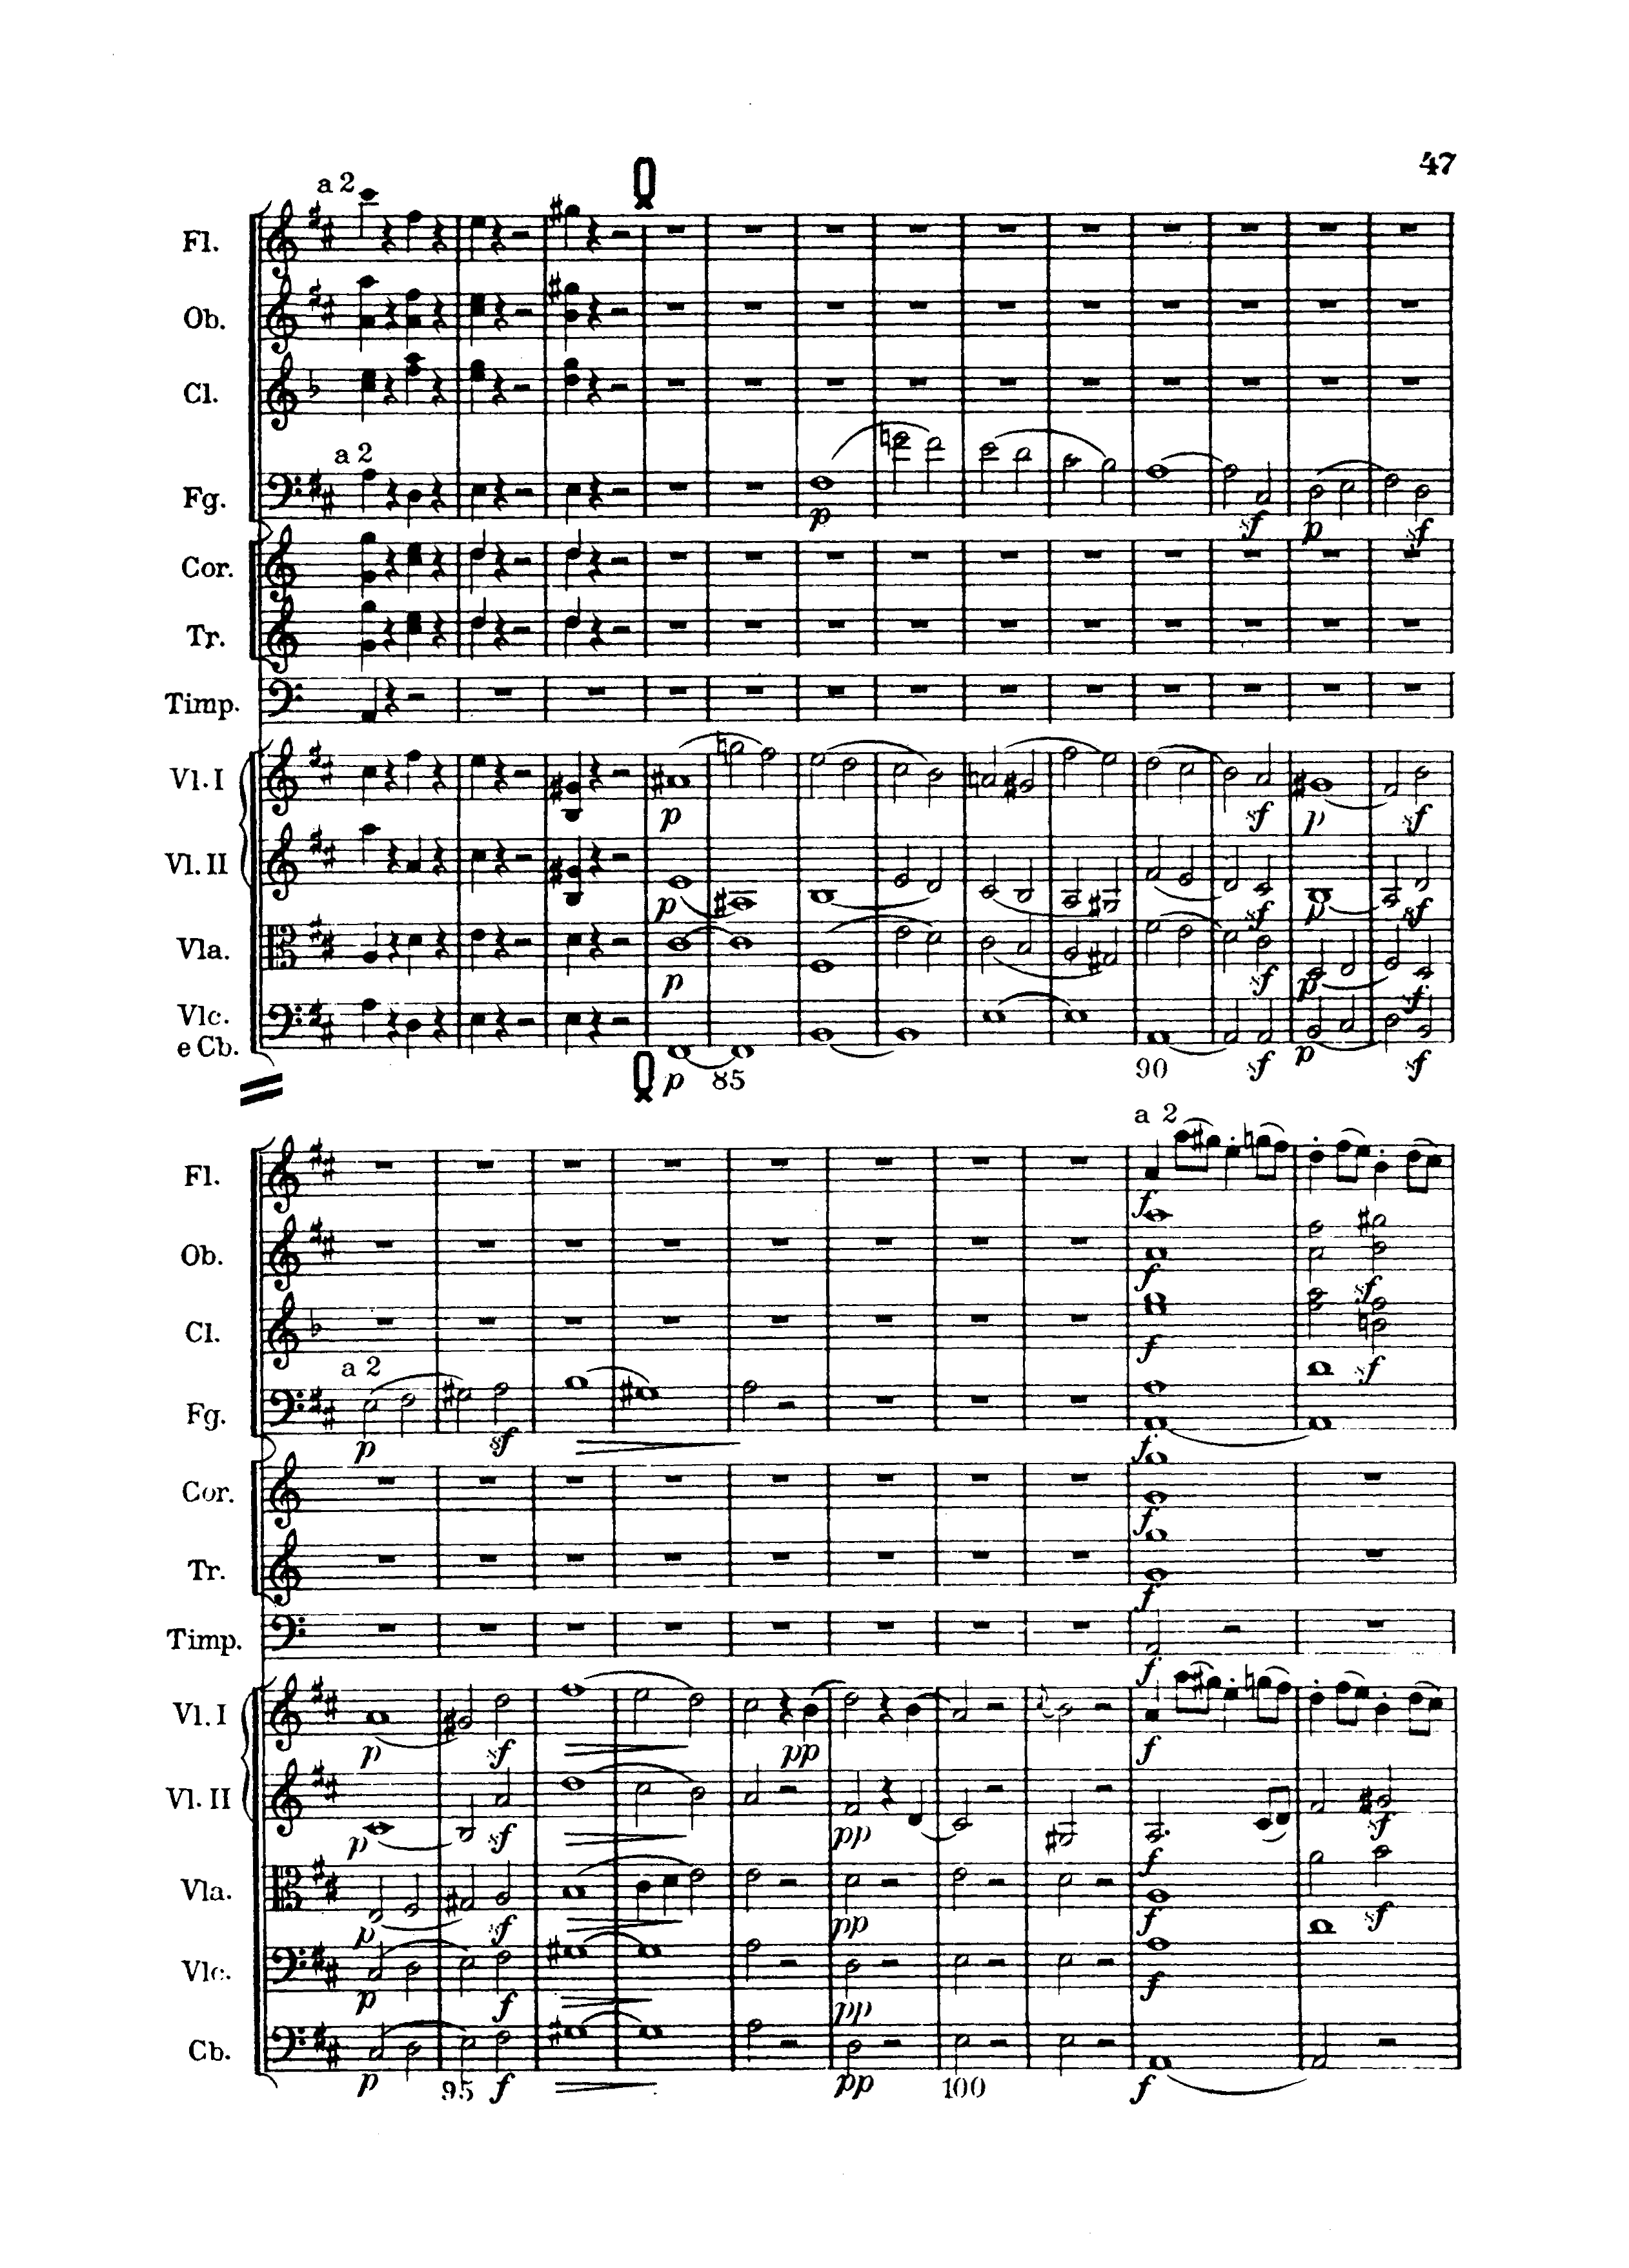 47
a 2
Fl.
Ob.
Cl.
a 2
Fg.
p
sf
p
sf
Cor.
Tr.
Timp.
Vl. I
p
sf
p
sf
Vl. II
p
sf
p
sf
Vla.
p
sf
p
sf
Vlc.
e Cb.
p
sf
p
sf
85
90
a 2
Fl.
f
Ob.
f
sf
Cl.
f
sf
a 2
Fg.
p
sf
f
Cor.
f
Tr.
f
Timp.
f
Vl. I
p
sf
pp
f
Vl. II
p
sf
pp
f
sf
Vla.
p
sf
pp
f
sf
Vlc.
p
f
pp
f
Cb.
p
f
pp
f
95
100